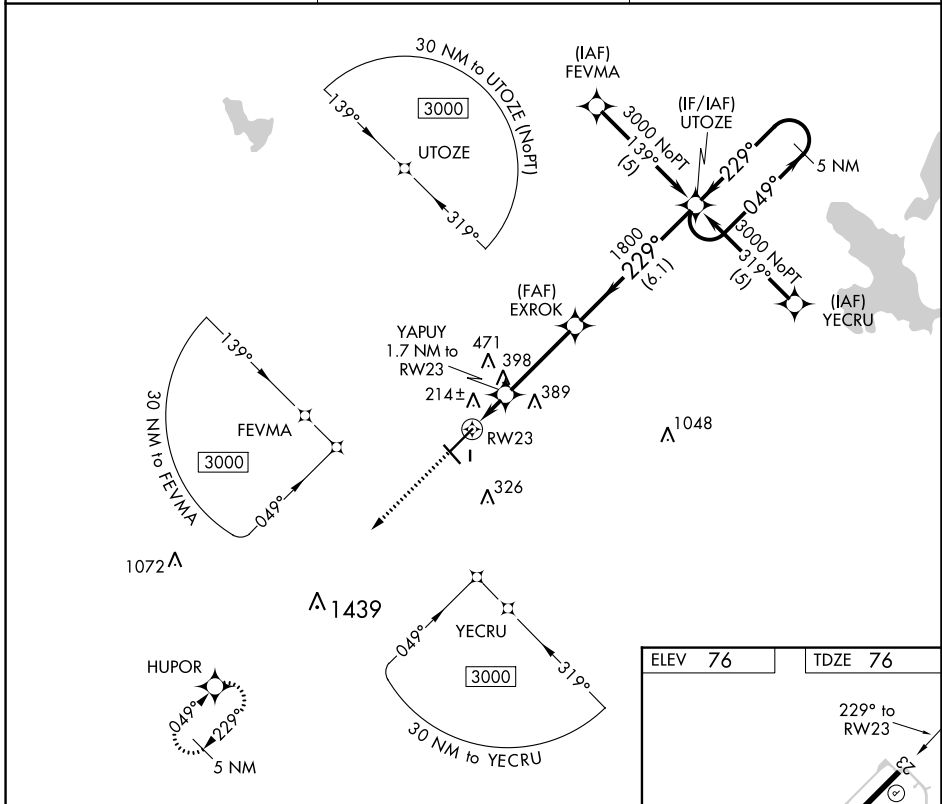 30 NM to UTOZE (NoPT)
3000
139°
UTOZE
319°
(IAF)
FEVMA
(IF/IAF)
UTOZE
3000 NoPT
139°
(5)
229°
049°
5 NM
3000 NoPT
319°
(5)
(IAF)
YECRU
1800
229°
(6.1)
(FAF)
EXROK
YAPUY
1.7 NM to
RW23
471
398
214±
389
RW23
1048
326
139°
FEVMA
3000
30 NM to FEVMA
049°
1072
1439
HUPOR
049°
229°
5 NM
049°
YECRU
3000
319°
30 NM to YECRU
ELEV 76
TDZE 76
229° to
RW23
23
P